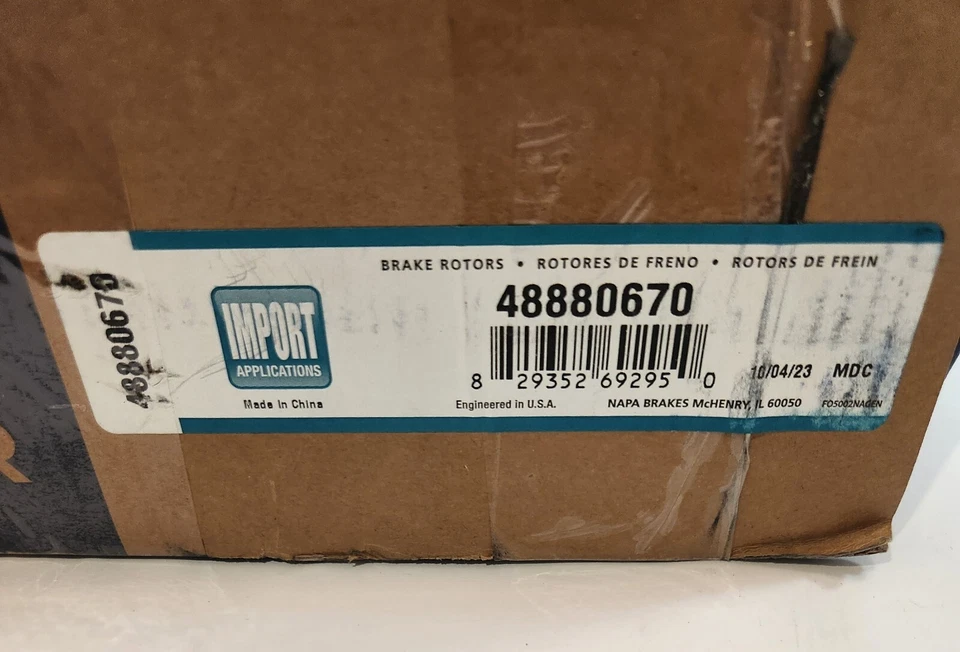 BRAKE ROTORS • ROTORES DE FRENO • ROTORS DE FREIN
48880670
48880670
IMPORT
APPLICATIONS
8 29352 69295 0
10/04/23 MDC
Made in China
Engineered in U.S.A.
NAPA BRAKES McHENRY, IL 60050
FO5002NAGEN
R